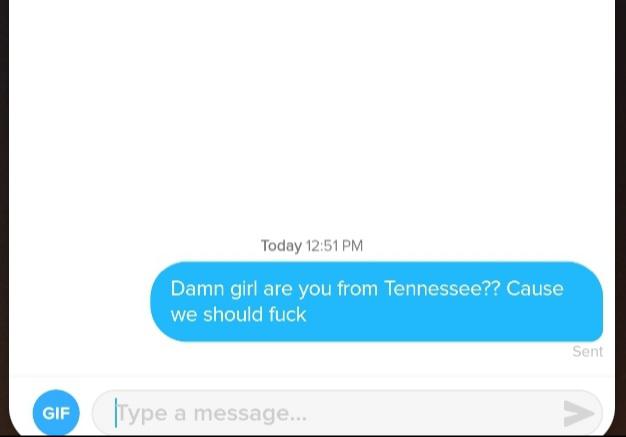 Today 12:51 PM
Damn girl are you from Tennessee?? Cause
we should fuck
Sent
GIF Type a message...